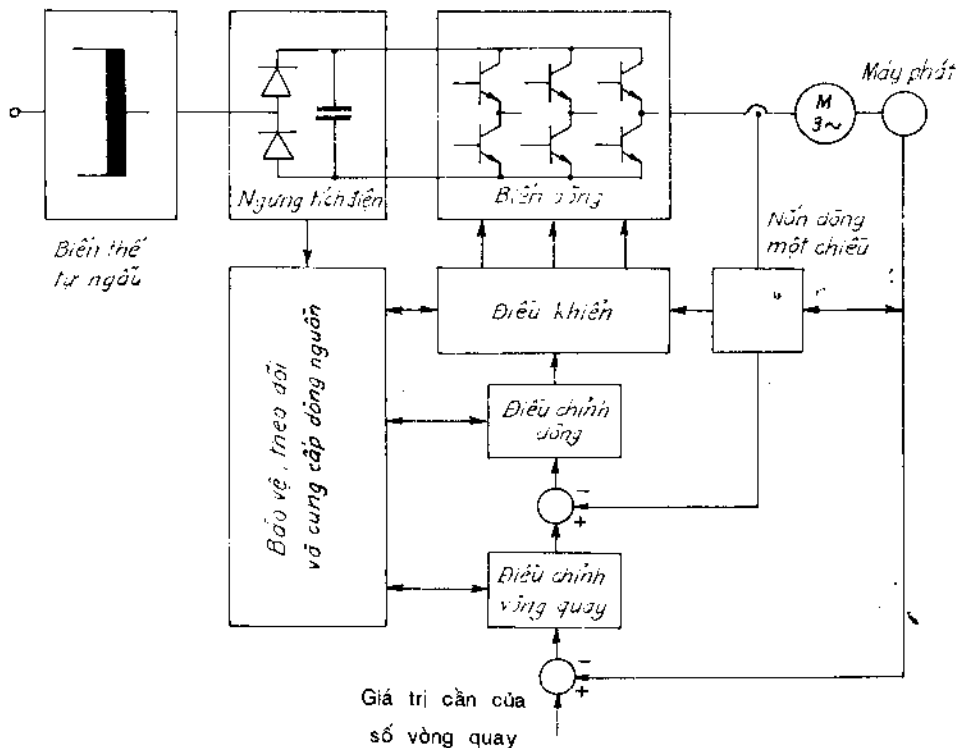 Máy phát
M
3~
Ngưng tích điện
Biến dòng
Biến thế
tự ngẫu
Nắn dòng
một chiều
Điều khiển
Bảo vệ, theo dõi
và cung cấp dòng nguồn
Điều chỉnh
dòng
-
+
Điều chỉnh
vòng quay
-
+
Giá trị cần của
số vòng quay